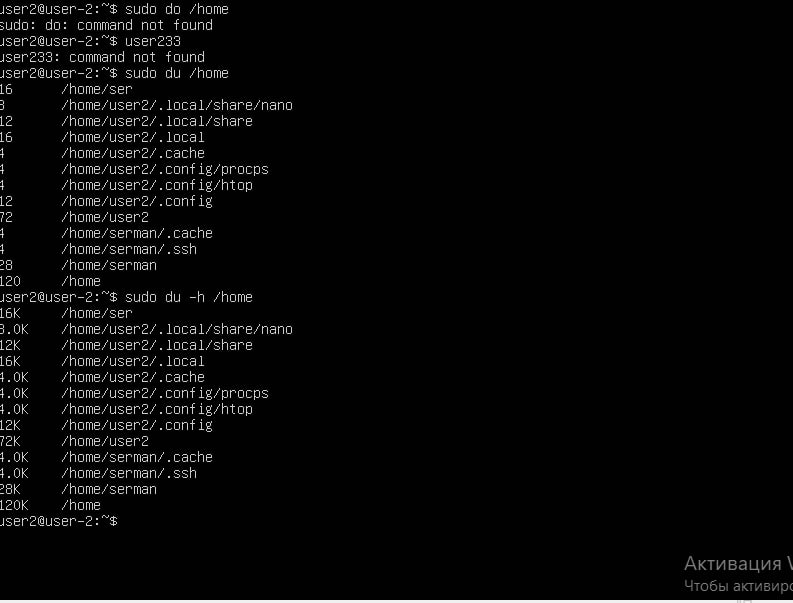 user2@user-2:~$ sudo do /home
sudo: do: command not found
user2@user-2:~$ user233
user233: command not found
user2@user-2:~$ sudo du /home
16 /home/ser
8 /home/user2/.local/share/nano
12 /home/user2/.local/share
16 /home/user2/.local
4 /home/user2/.cache
4 /home/user2/.config/procps
4 /home/user2/.config/htop
12 /home/user2/.config
72 /home/user2
4 /home/serman/.cache
4 /home/serman/.ssh
28 /home/serman
120 /home
user2@user-2:~$ sudo du -h /home
16K /home/ser
8.0K /home/user2/.local/share/nano
12K /home/user2/.local/share
16K /home/user2/.local
4.0K /home/user2/.cache
4.0K /home/user2/.config/procps
4.0K /home/user2/.config/htop
12K /home/user2/.config
72K /home/user2
4.0K /home/serman/.cache
4.0K /home/serman/.ssh
28K /home/serman
120K /home
user2@user-2:~$
Активация
Чтобы активиро